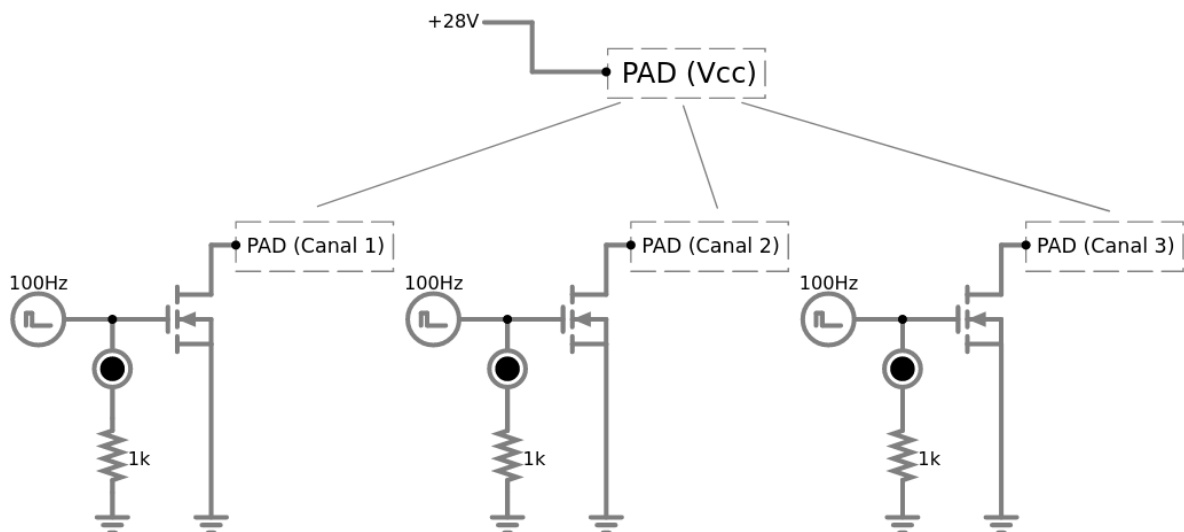 +28V
PAD (Vcc)
PAD (Canal 1)
PAD (Canal 2)
PAD (Canal 3)
100Hz
100Hz
100Hz
1k
1k
1k